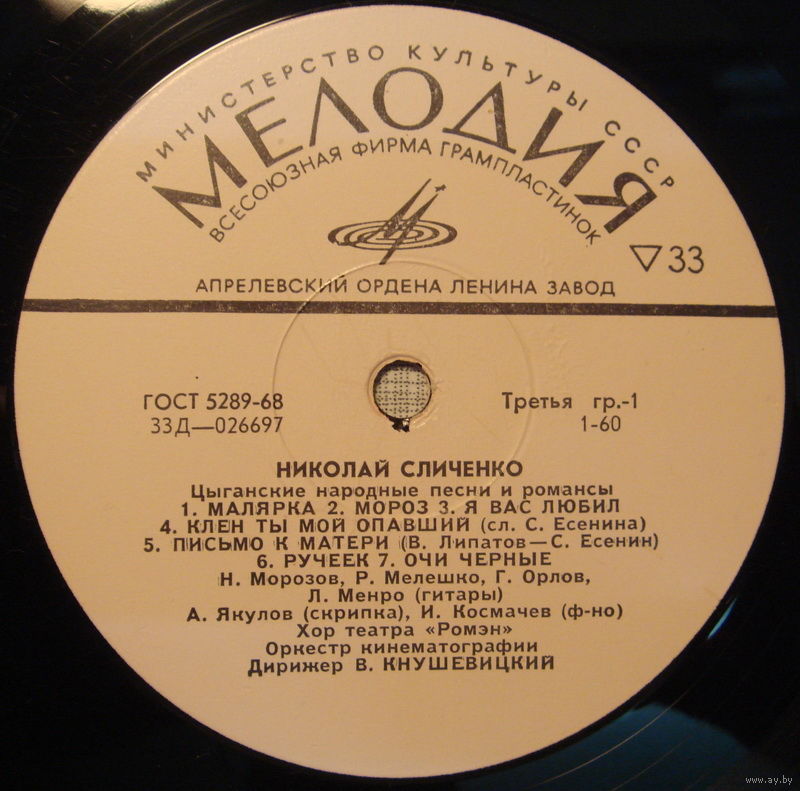 МИНИСТЕРСТВО КУЛЬТУРЫ СССР
МЕЛОДИЯ
ВСЕСОЮЗНАЯ ФИРМА ГРАМПЛАСТИНОК
▽33
АПРЕЛЕВСКИЙ ОРДЕНА ЛЕНИНА ЗАВОД
ГОСТ 5289-68
Третья гр.-1
33Д—026697
1-60
НИКОЛАЙ СЛИЧЕНКО
Цыганские народные песни и романсы
1. МАЛЯРКА 2. МОРОЗ 3. Я ВАС ЛЮБИЛ
4. КЛЕН ТЫ МОЙ ОПАВШИЙ (сл. С. Есенина)
5. ПИСЬМО К МАТЕРИ (В. Липатов—С. Есенин)
6. РУЧЕЕК 7. ОЧИ ЧЕРНЫЕ
Н. Морозов, Р. Мелешко, Г. Орлов,
Л. Менро (гитары)
А. Якулов (скрипка), И. Космачев (ф-но)
Хор театра «Ромэн»
Оркестр кинематографии
Дирижер В. КНУШЕВИЦКИЙ
www.ay.by